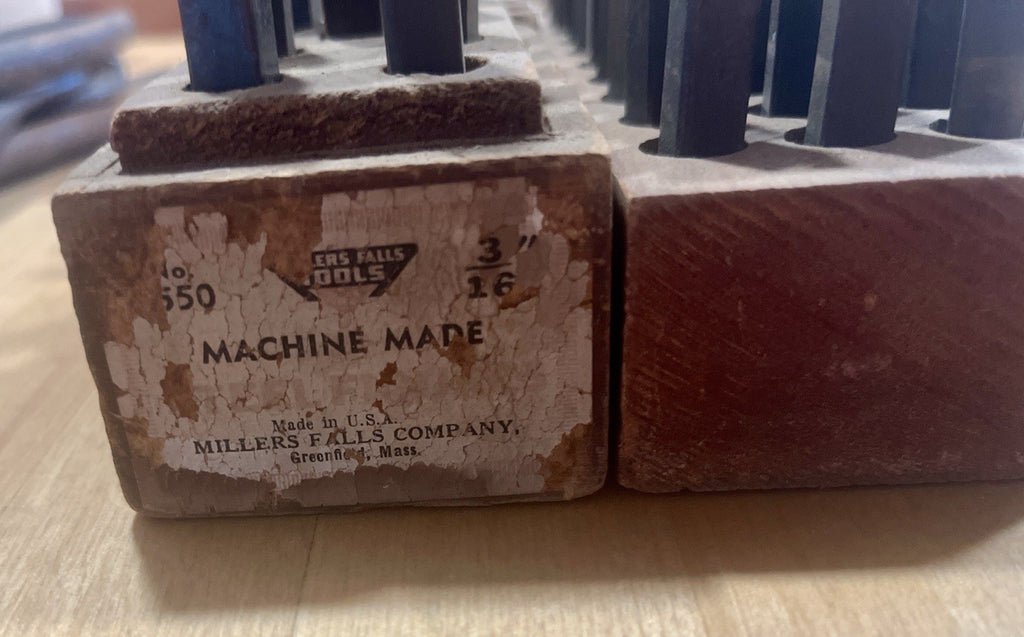 No. ERS FALLS 3"
550 OOLS 16
MACHINE MADE
Made in U.S.A.
MILLERS FALLS COMPANY,
Greenfield, Mass.